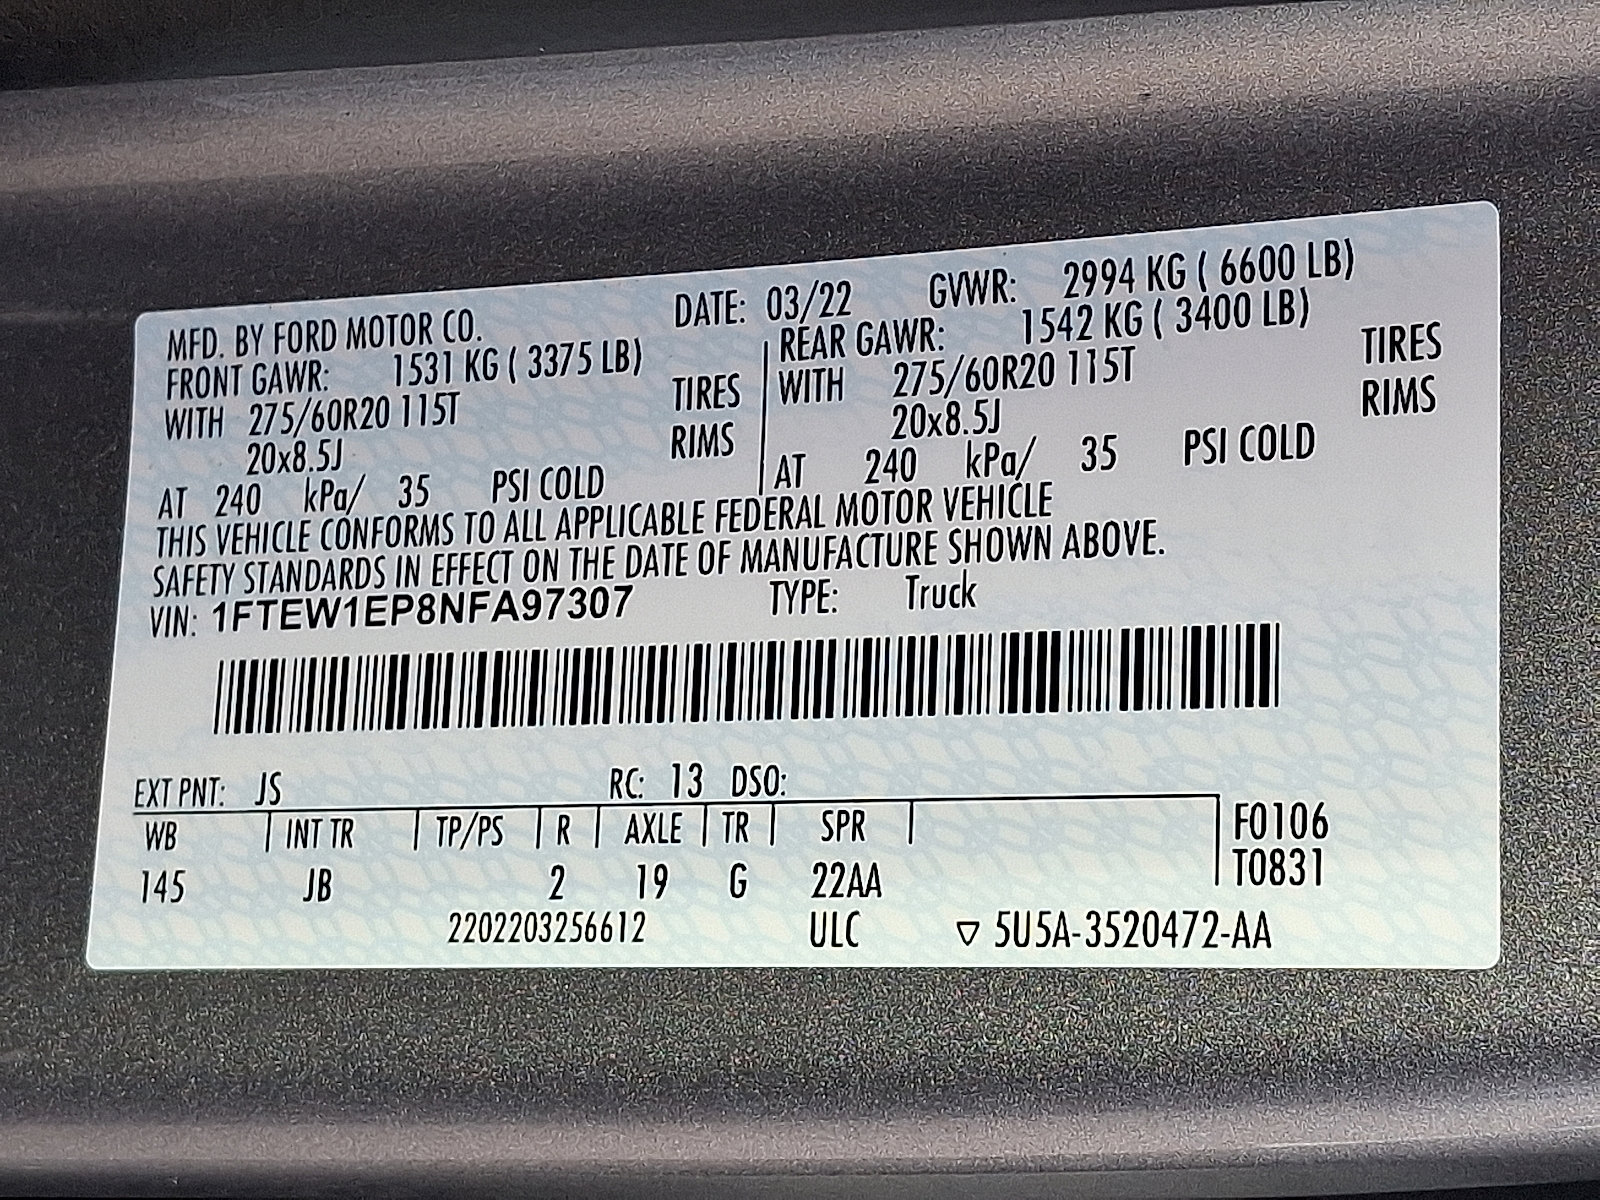 MFD. BY FORD MOTOR CO. DATE: 03/22 GVWR: 2994 KG ( 6600 LB)
FRONT GAWR: 1531 KG ( 3375 LB) REAR GAWR: 1542 KG ( 3400 LB)
WITH 275/60R20 115T TIRES WITH 275/60R20 115T TIRES
20x8.5J RIMS 20x8.5J RIMS
AT 240 kPa/ 35 PSI COLD AT 240 kPa/ 35 PSI COLD
THIS VEHICLE CONFORMS TO ALL APPLICABLE FEDERAL MOTOR VEHICLE
SAFETY STANDARDS IN EFFECT ON THE DATE OF MANUFACTURE SHOWN ABOVE.
VIN: 1FTEW1EP8NFA97307 TYPE: Truck
EXT PNT: JS RC: 13 DSO:
WB INT TR TP/PS R AXLE TR SPR F0106
145 JB 2 19 G 22AA T0831
2202203256612 ULC ▽ 5U5A-3520472-AA